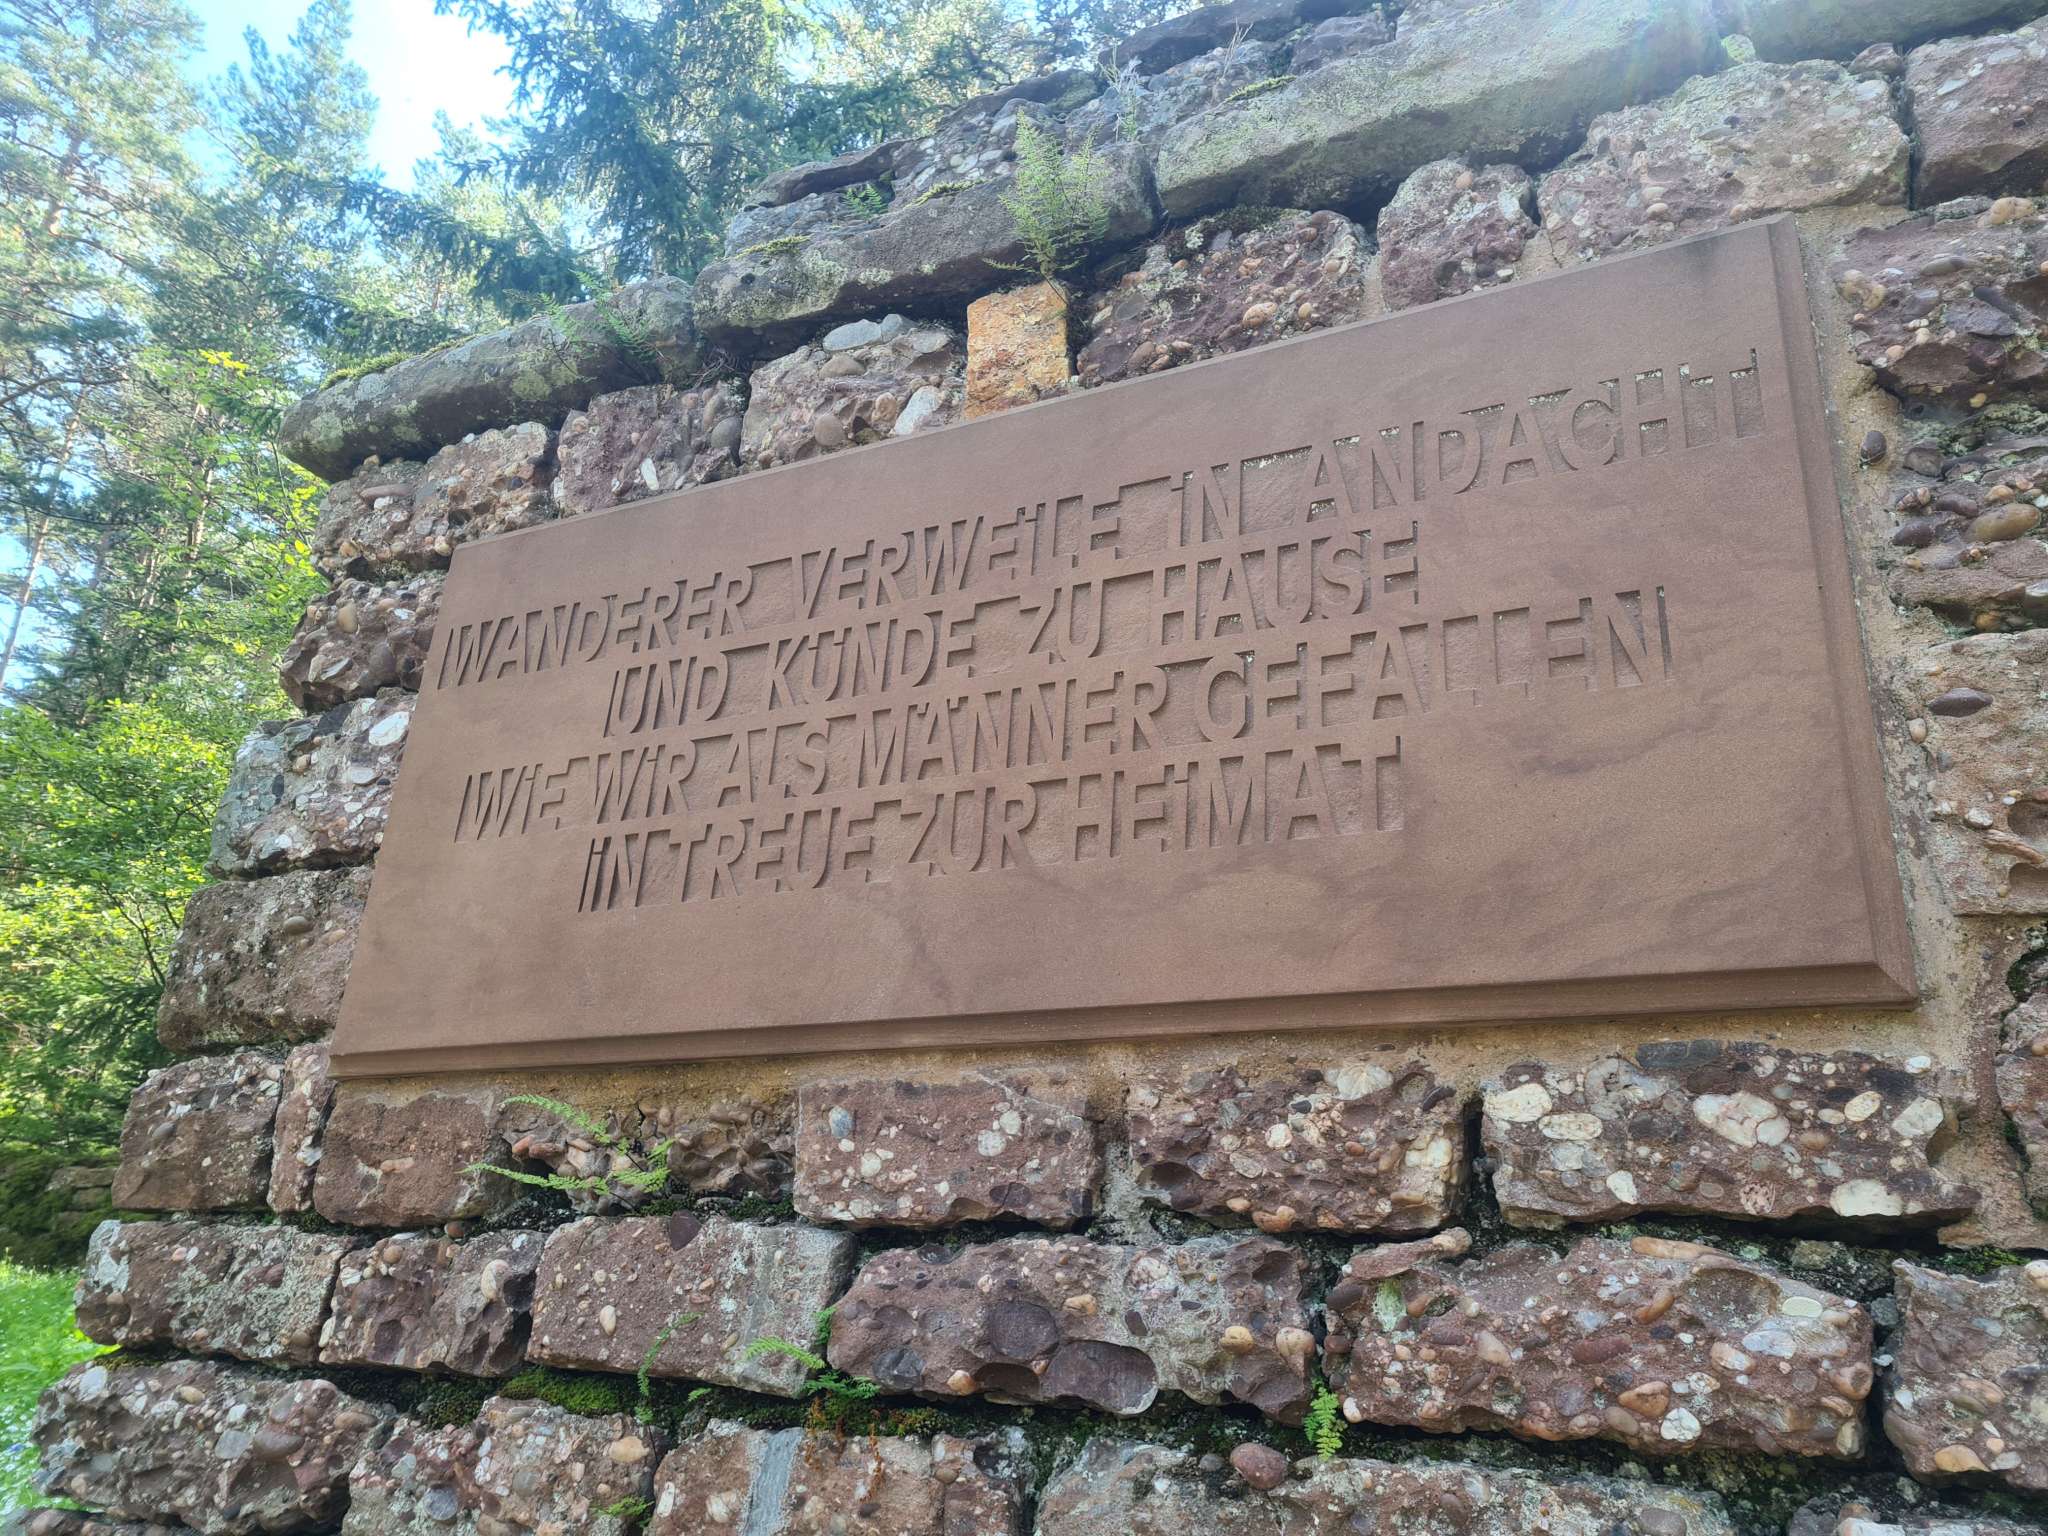 WANDERER VERWEiLE iN ANDACHT
UND KÜNDE ZU HAUSE
WiE WiR ALS MÄNNER GEFALLEN
iN TREUE ZUR HEiMAT